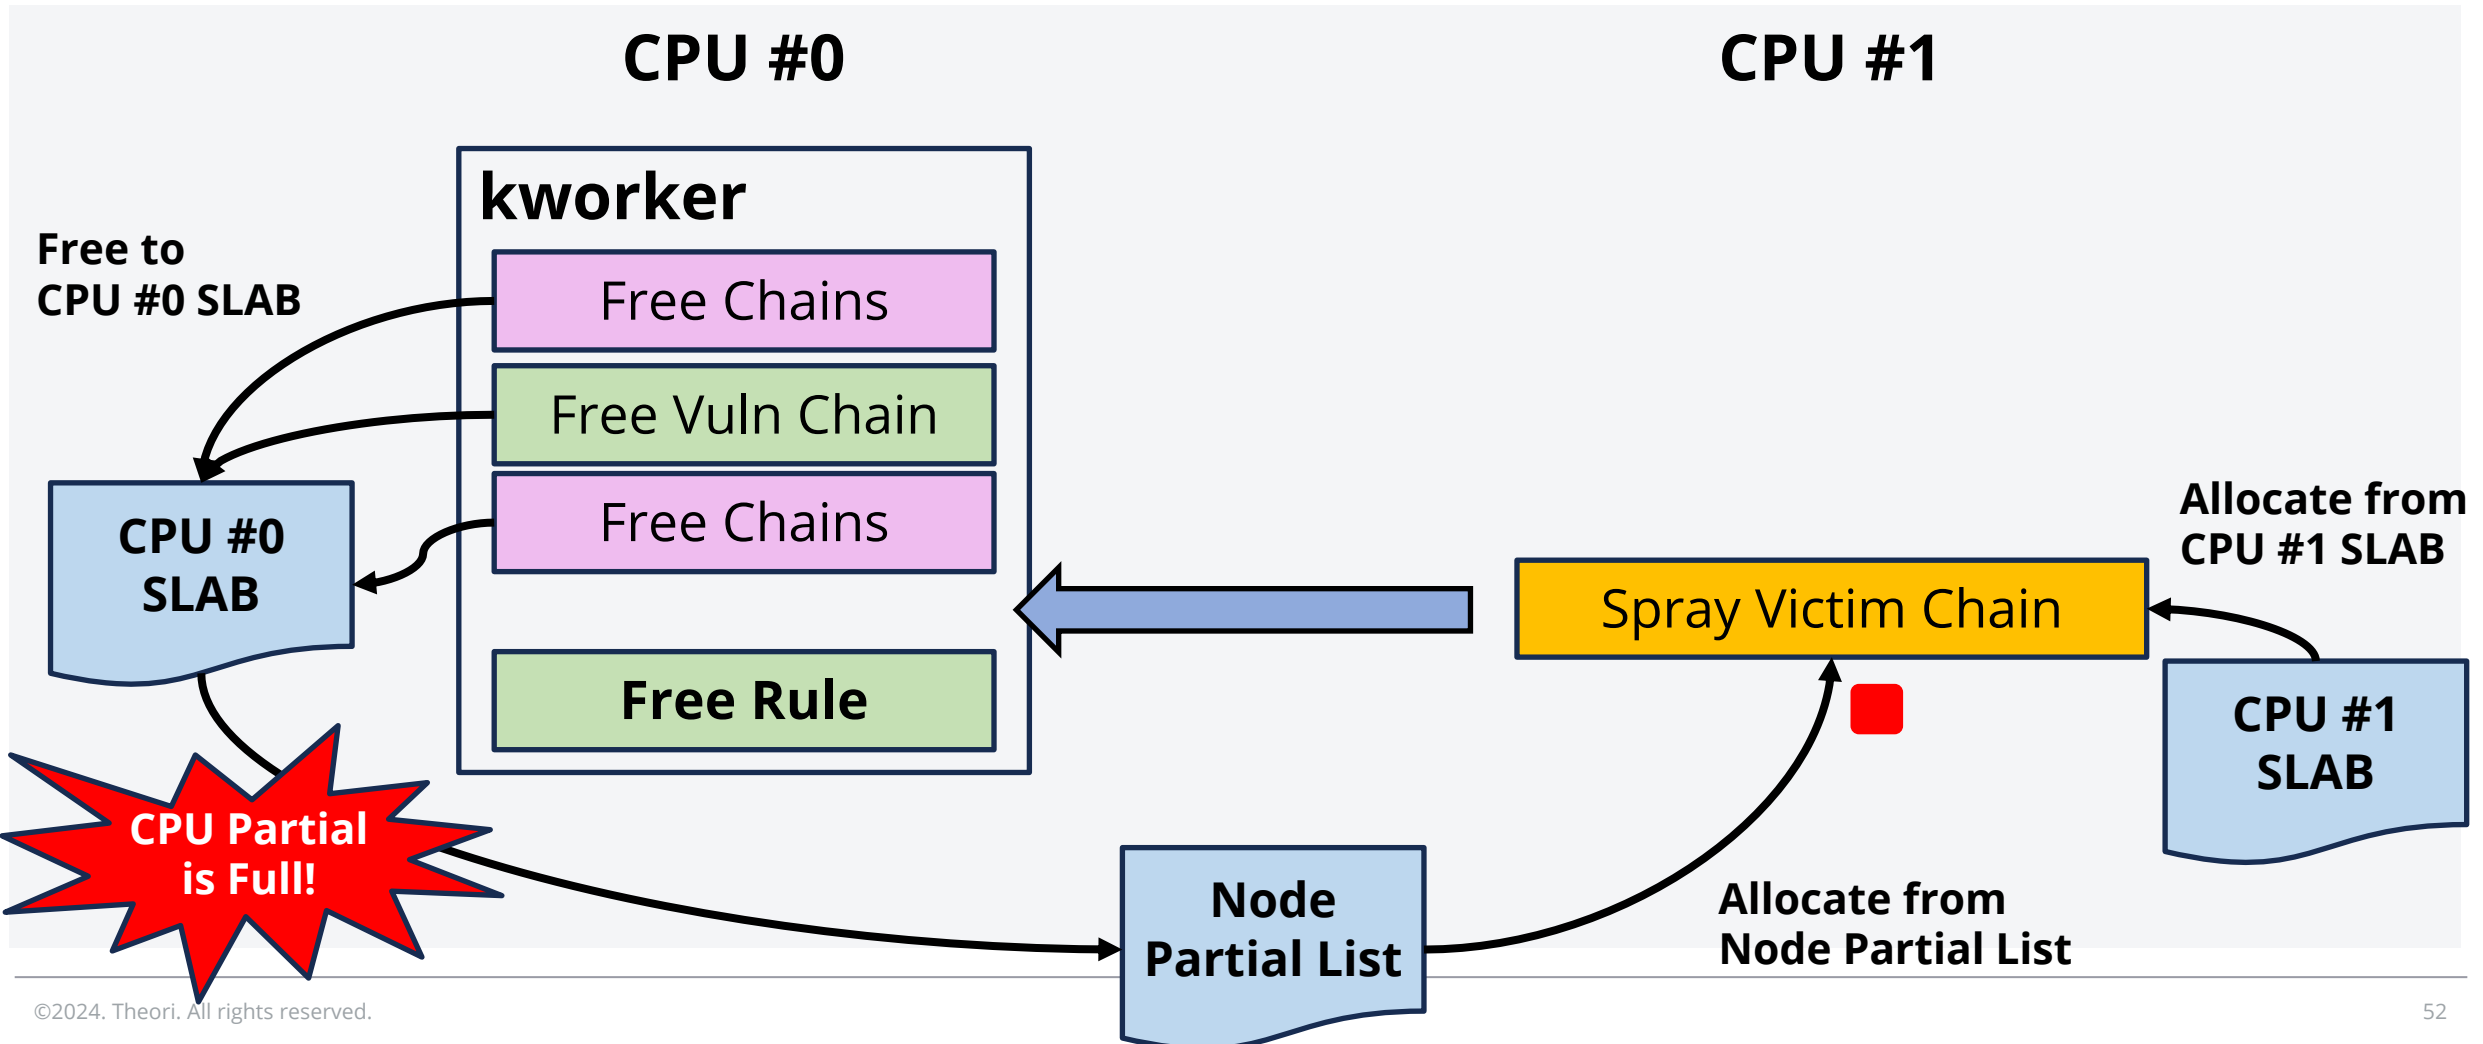 CPU #0
CPU #1
kworker
Free to
CPU #0 SLAB
Free Chains
Free Vuln Chain
Free Chains
Free Rule
CPU #0
SLAB
CPU Partial
is Full!
Spray Victim Chain
Allocate from
CPU #1 SLAB
CPU #1
SLAB
Node
Partial List
Allocate from
Node Partial List
©2024. Theori. All rights reserved.
52